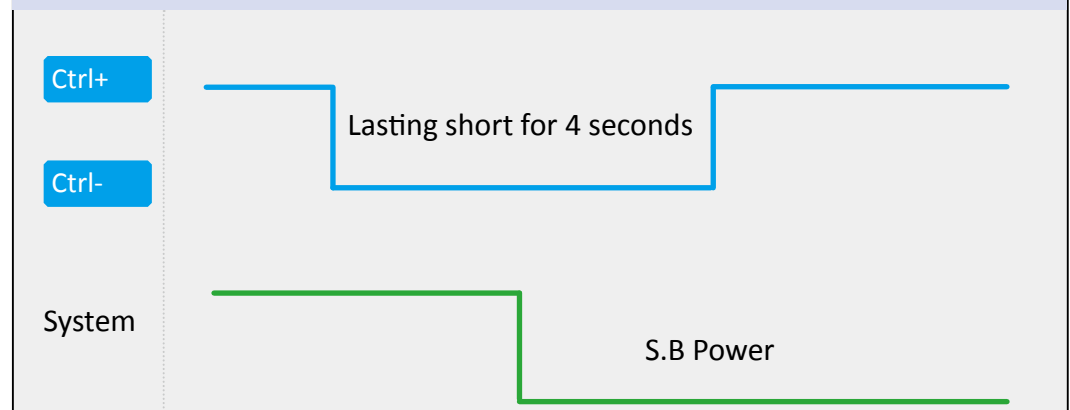 Ctrl+
Lasting short for 4 seconds
Ctrl-
System
S.B Power